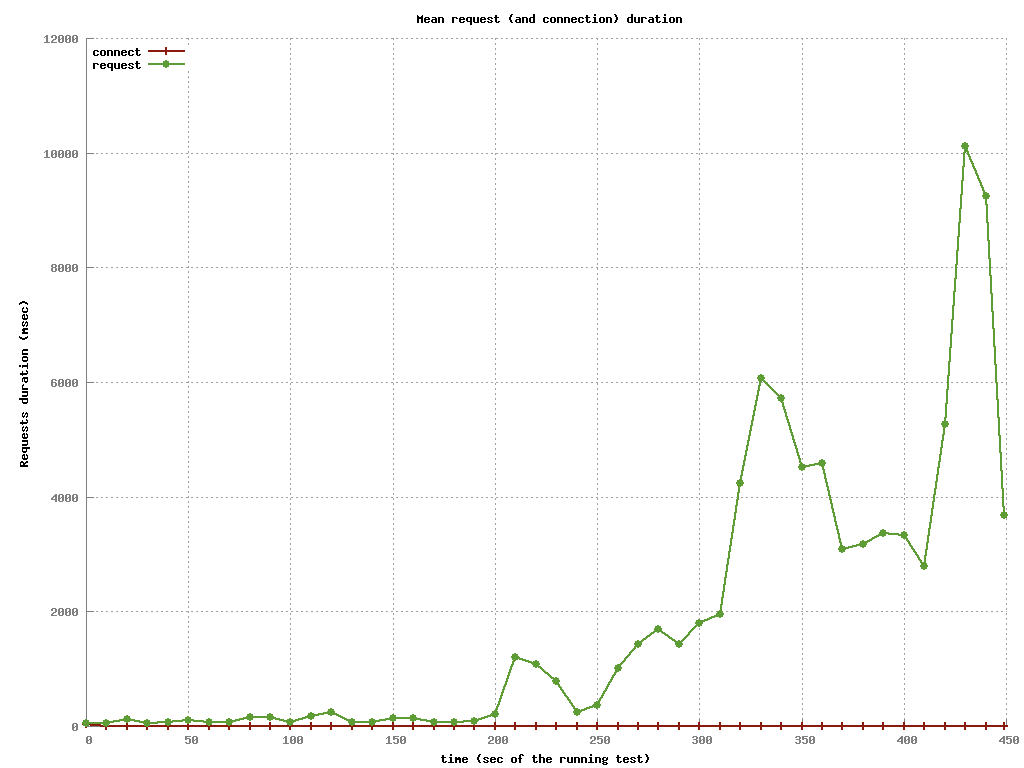 Mean request (and connection) duration
12000
connect
request
10000
8000
6000
4000
2000
0
Requests duration (msec)
0 50 100 150 200 250 300 350 400 450
time (sec of the running test)